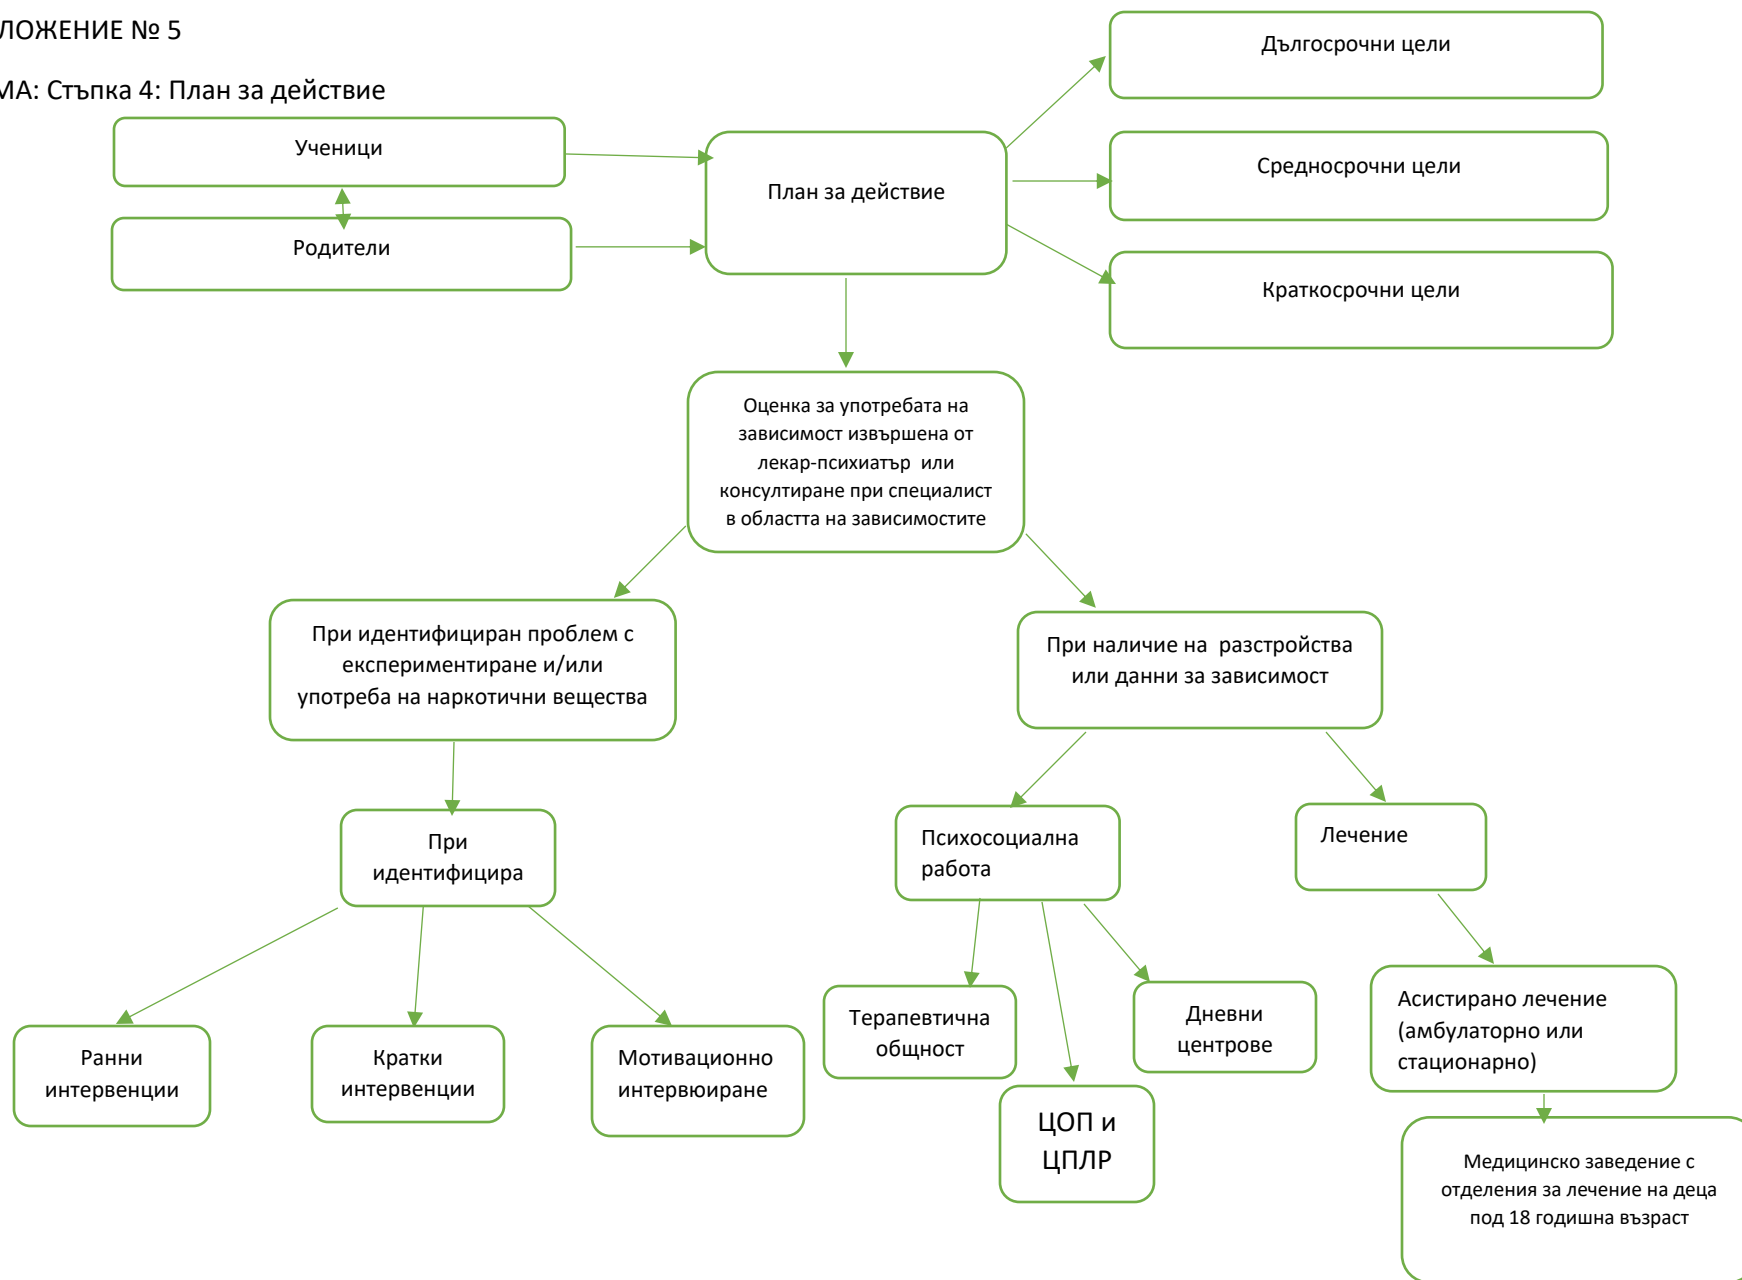 ЛОЖЕНИЕ № 5
МА: Стъпка 4: План за действие
Ученици
Родители
План за действие
Дългосрочни цели
Средносрочни цели
Краткосрочни цели
Оценка за употребата на
зависимост извършена от
лекар-психиатър или
консултиране при специалист
в областта на зависимостите
При идентифициран проблем с
експериментиране и/или
употреба на наркотични вещества
При наличие на разстройства
или данни за зависимост
При
идентифицира
Психосоциална
работа
Лечение
Ранни
интервенции
Кратки
интервенции
Мотивационно
интервюиране
Терапевтична
общност
ЦОП и
ЦПЛР
Дневни
центрове
Асистирано лечение
(амбулаторно или
стационарно)
Медицинско заведение с
отделения за лечение на деца
под 18 годишна възраст